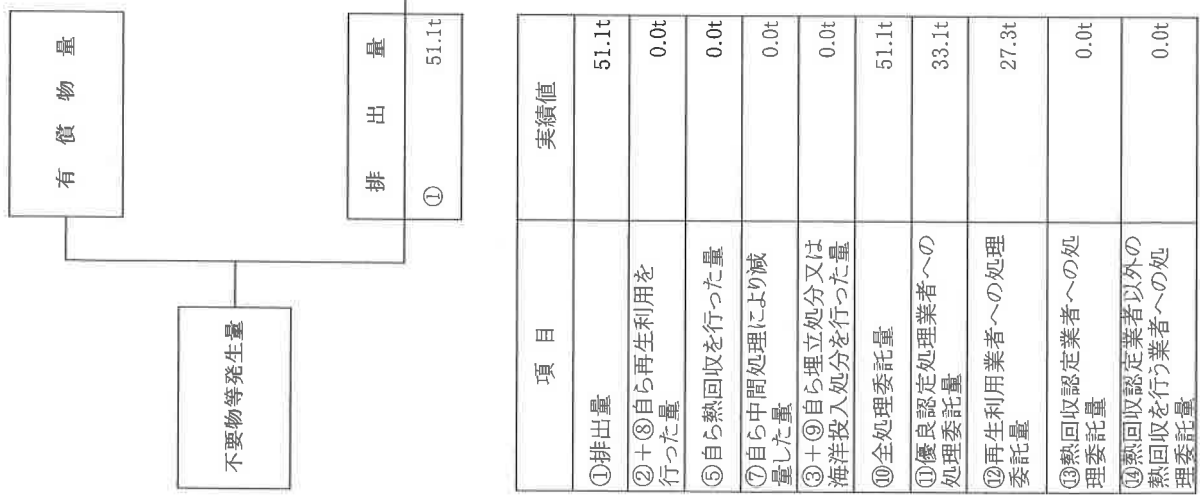 有償物量
不要物等発生量
排出量
① 51.1t
項目 実績値
①排出量 51.1t
②+⑧自ら再生利用を
行った量 0.0t
⑤自ら熱回収を行った量 0.0t
⑦自ら中間処理により減
量した量 0.0t
③+⑨自ら埋立処分又は
海洋投入処分を行った量 0.0t
⑩全処理委託量 51.1t
⑪優良認定処理業者への
処理委託量 33.1t
⑫再生利用業者への処理
委託量 27.3t
⑬熱回収認定業者への処
理委託量 0.0t
⑭熱回収認定業者以外の
熱回収を行う業者への処
理委託量 0.0t